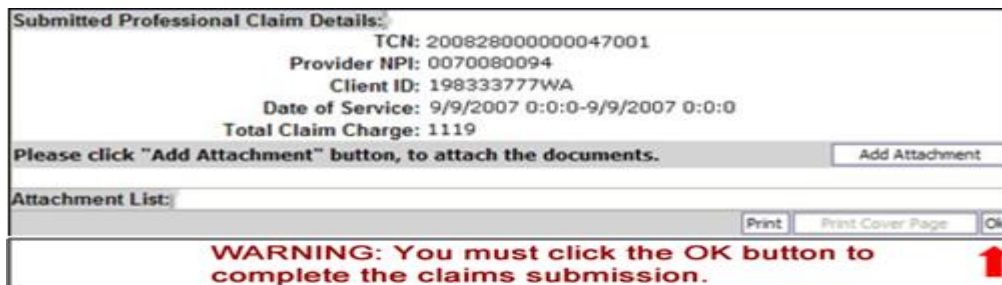 Submitted Professional Claim Details:
TCN: 200828000000047001
Provider NPI: 0070080094
Client ID: 198333777WA
Date of Service: 9/9/2007 0:0:0-9/9/2007 0:0:0
Total Claim Charge: 1119
Please click "Add Attachment" button, to attach the documents. Add Attachment
Attachment List:
Print Print Cover Page Ok
WARNING: You must click the OK button to
complete the claims submission.